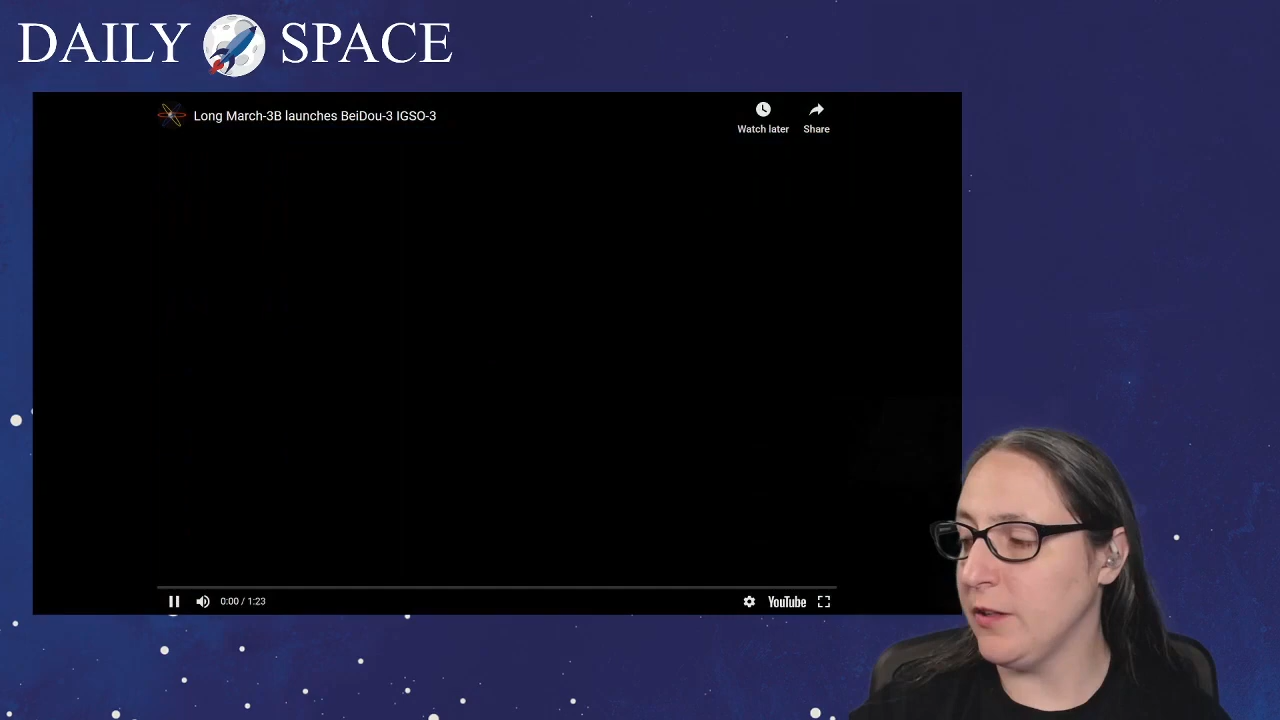 DAILY SPACE
Long March-3B launches BeiDou-3 IGSO-3
Watch later
Share
0:00 / 1:23
YouTube